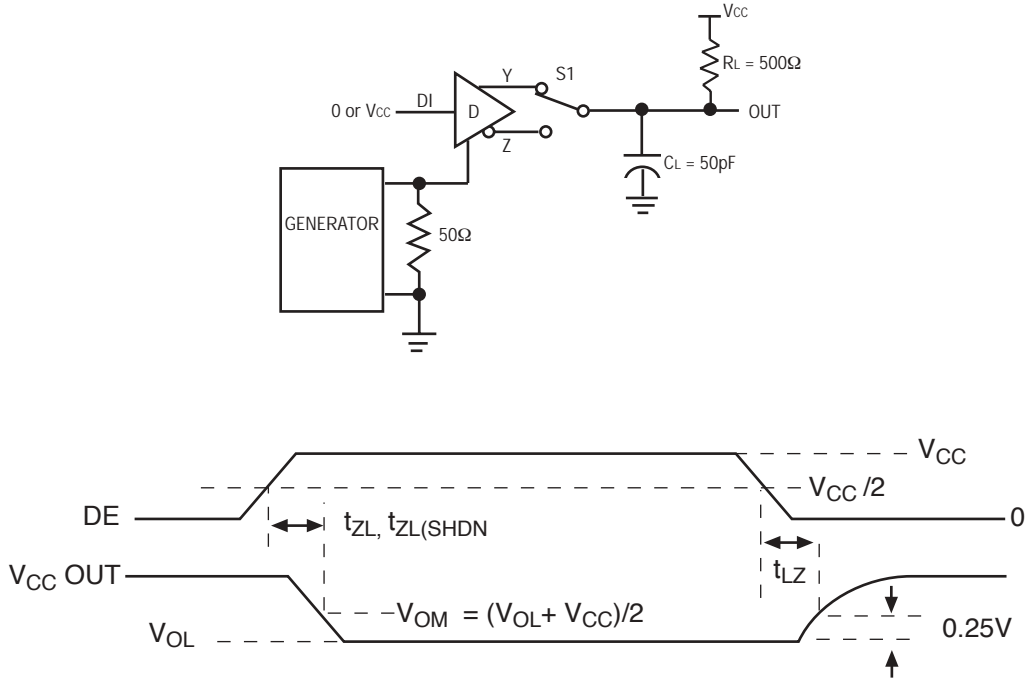 VCC
RL = 500Ω
Y
S1
0 or VCC
DI
D
OUT
Z
CL = 50pF
GENERATOR
50Ω
VCC
VCC /2
DE
tZL, tZL(SHDN
0
VCC OUT
tLZ
VOM = (VOL+ VCC)/2
VOL
0.25V